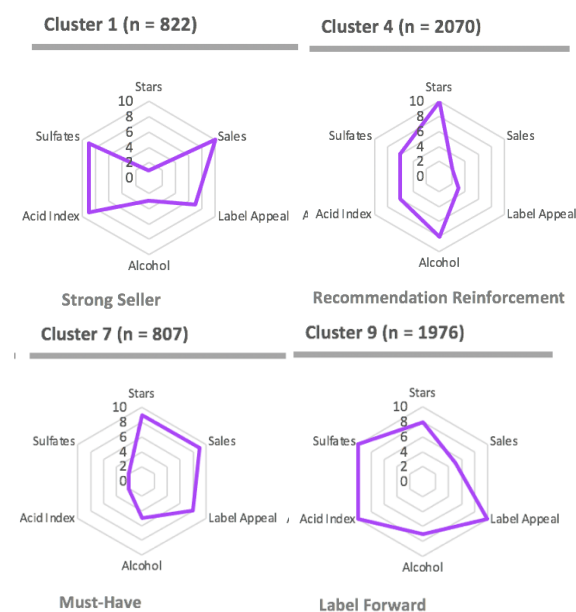 Cluster 1 (n = 822)
Stars
10
8
6
4
2
0
Sulfates
Sales
Acid Index
Label Appeal
Alcohol
Strong Seller
Cluster 4 (n = 2070)
Stars
10
8
6
4
2
0
Sulfates
Sales
Acid Index
Label Appeal
Alcohol
Recommendation Reinforcement
Cluster 7 (n = 807)
Stars
10
8
6
4
2
0
Sulfates
Sales
Acid Index
Label Appeal
Alcohol
Must-Have
Cluster 9 (n = 1976)
Stars
10
8
6
4
2
0
Sulfates
Sales
Acid Index
Label Appeal
Alcohol
Label Forward